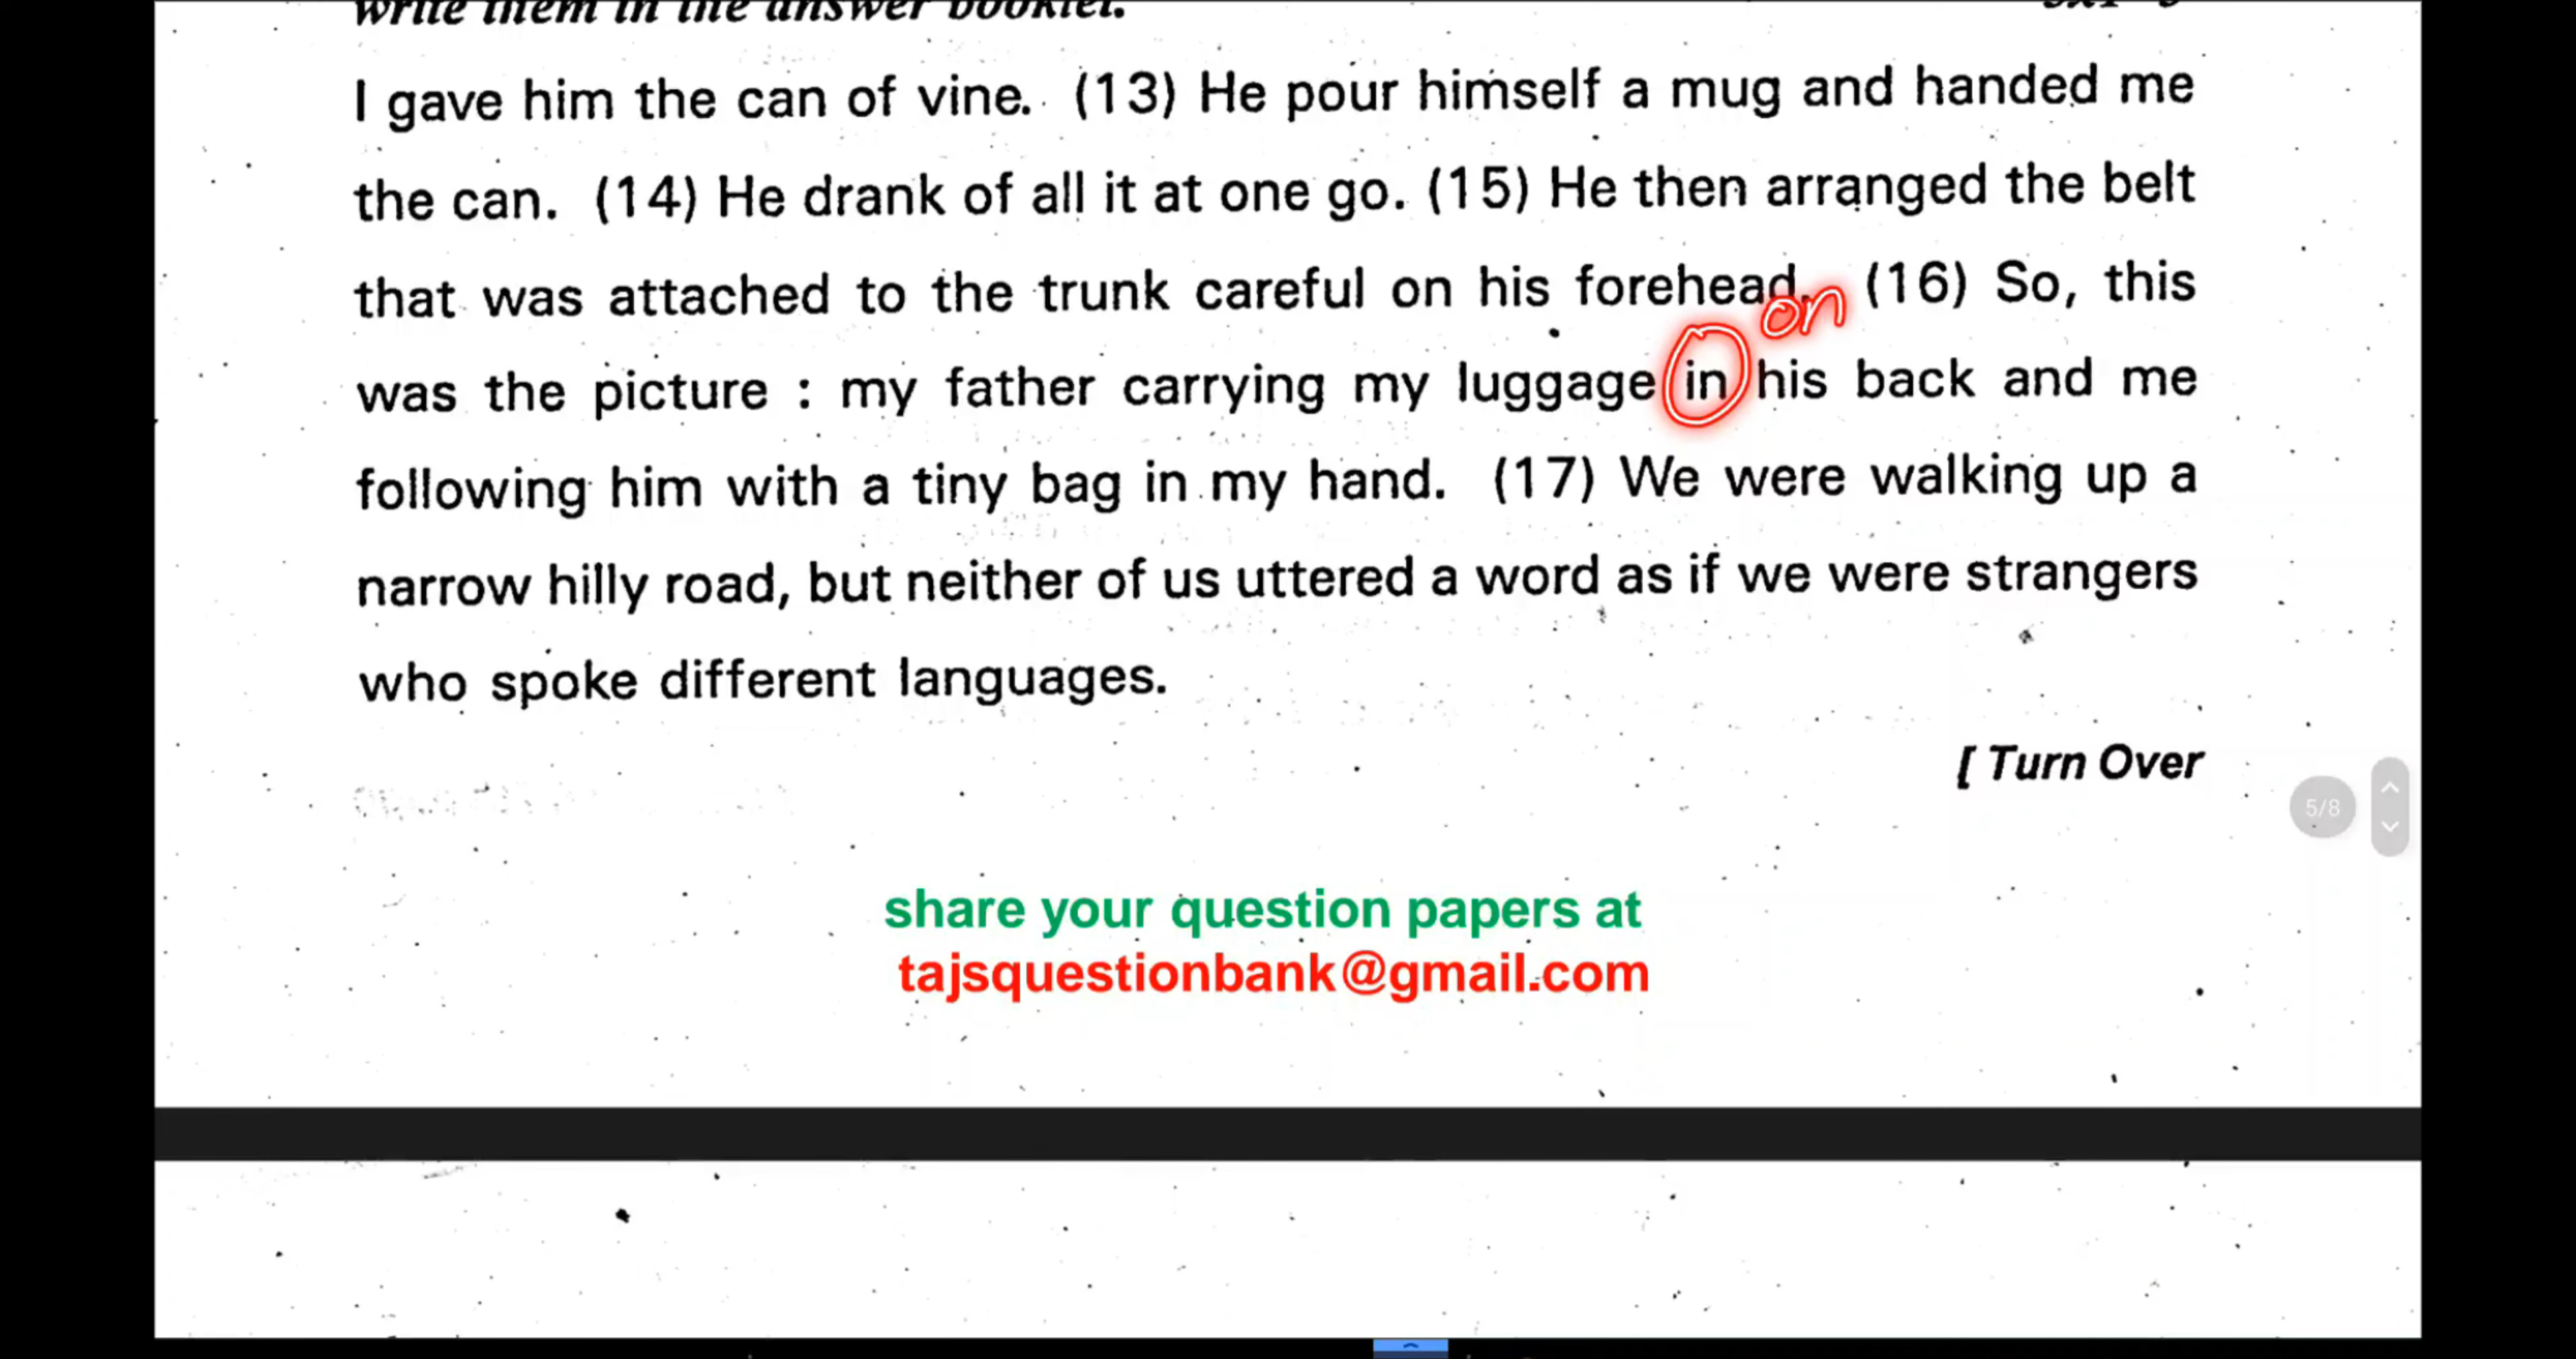 write them in the answer booklet.
I gave him the can of vine. (13) He pour himself a mug and handed me
the can. (14) He drank of all it at one go. (15) He then arranged the belt
that was attached to the trunk careful on his forehead. (16) So, this
on
was the picture : my father carrying my luggage in his back and me
following him with a tiny bag in my hand. (17) We were walking up a
narrow hilly road, but neither of us uttered a word as if we were strangers
who spoke different languages.
[ Turn Over
5/8
share your question papers at
tajsquestionbank@gmail.com